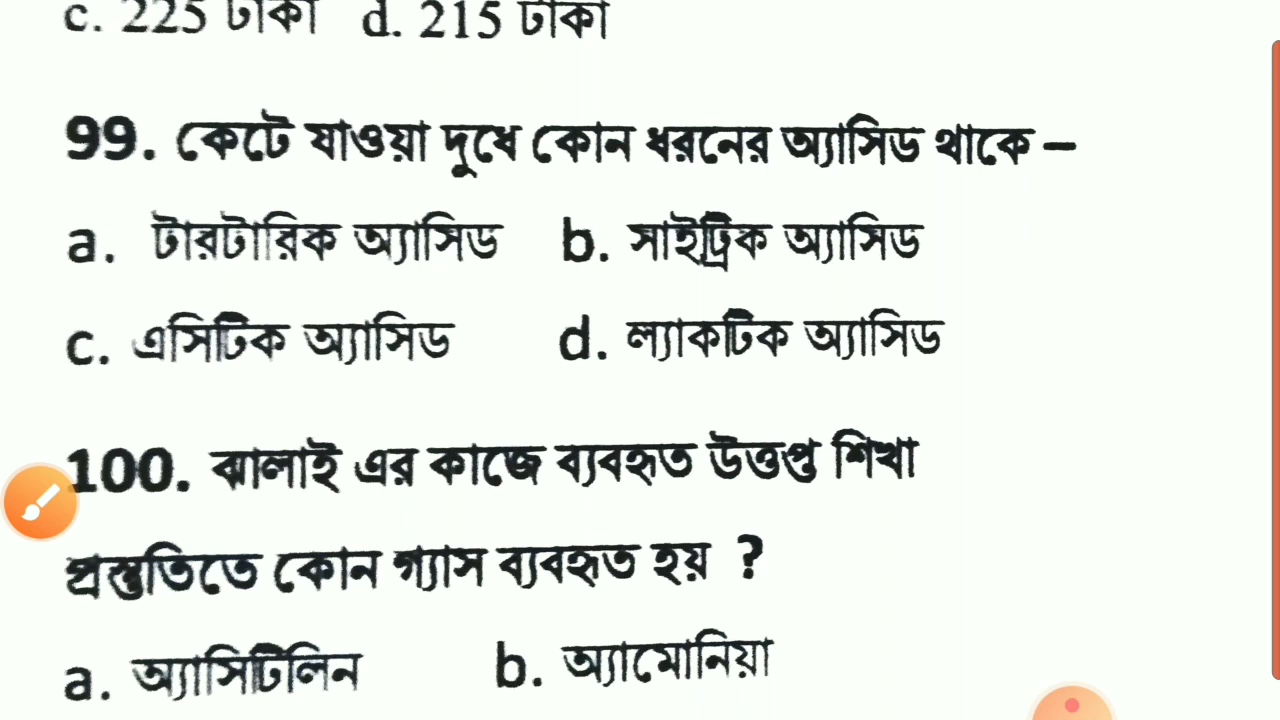 c. 225 টাকা d. 215 টাকা
99. কেটে যাওয়া দুধে কোন ধরনের অ্যাসিড থাকে –
a. টারটারিক অ্যাসিড b. সাইট্রিক অ্যাসিড
c. এসিটিক অ্যাসিড d. ল্যাকটিক অ্যাসিড
100. ঝালাই এর কাজে ব্যবহৃত উত্তপ্ত শিখা
প্রস্তুতিতে কোন গ্যাস ব্যবহৃত হয় ?
a. অ্যাসিটিলিন b. অ্যামোনিয়া